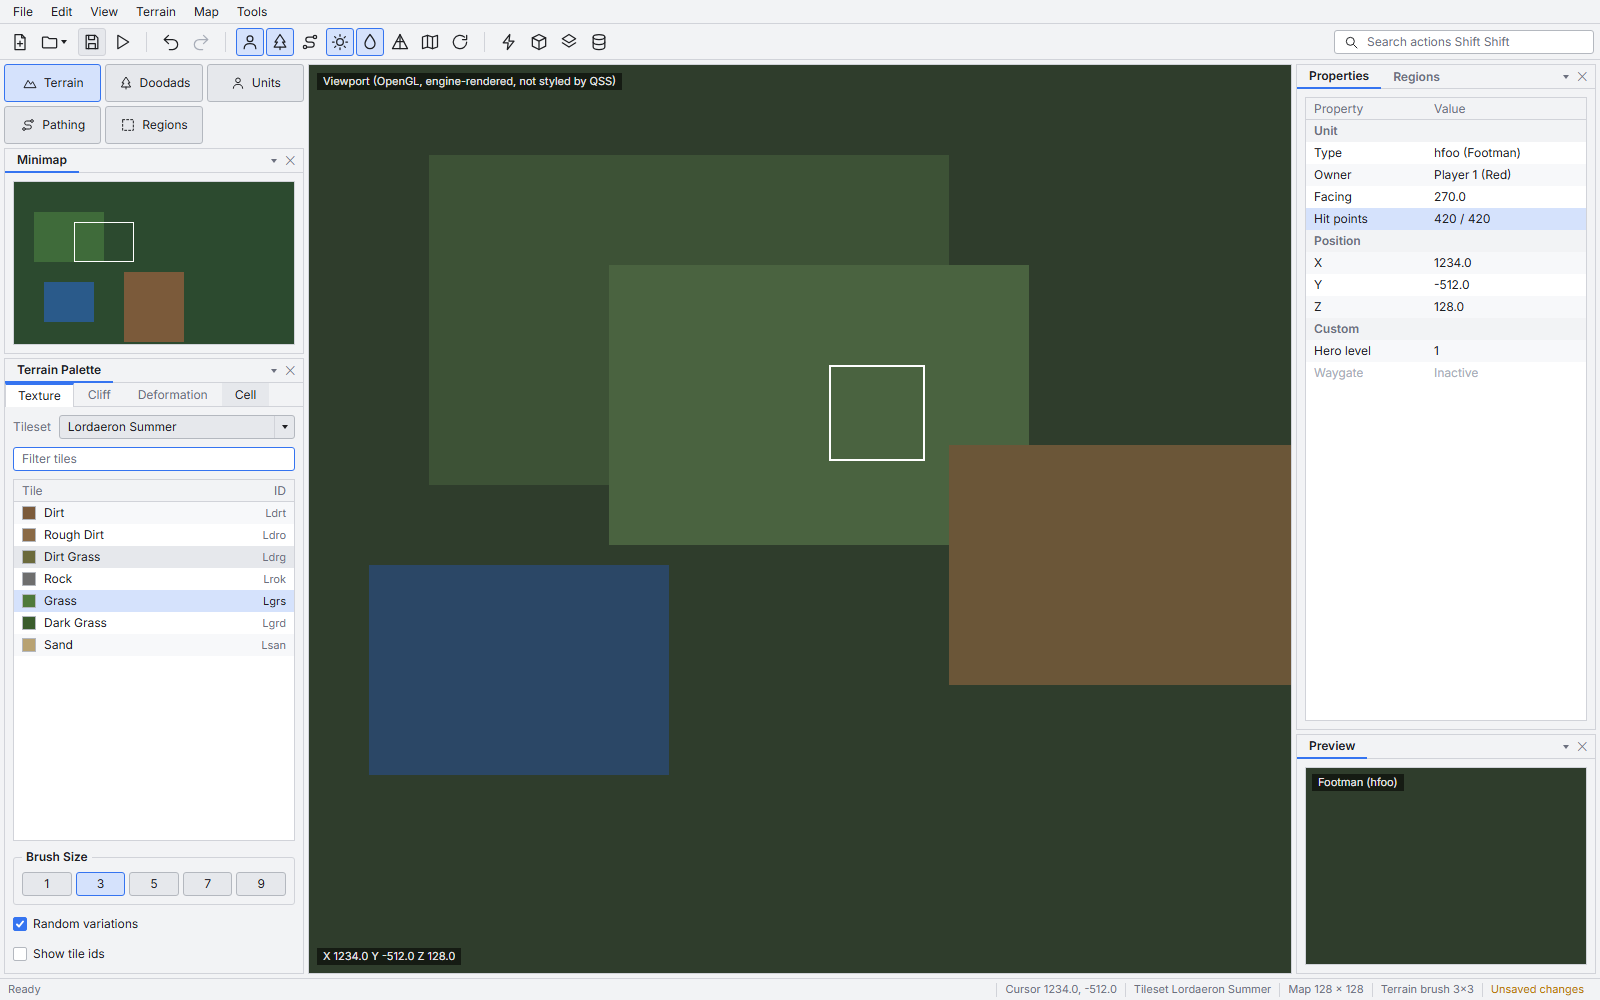 File Edit View Terrain Map Tools
Search actions Shift Shift
Terrain Doodads Units
Pathing Regions
Minimap
Terrain Palette
Texture Cliff Deformation Cell
Tileset Lordaeron Summer
Filter tiles
Tile ID
Dirt Ldrt
Rough Dirt Ldro
Dirt Grass Ldrg
Rock Lrok
Grass Lgrs
Dark Grass Lgrd
Sand Lsan
Brush Size
1 3 5 7 9
Random variations
Show tile ids
Viewport (OpenGL, engine-rendered, not styled by QSS)
X 1234.0 Y -512.0 Z 128.0
Properties Regions
Property Value
Unit
Type hfoo (Footman)
Owner Player 1 (Red)
Facing 270.0
Hit points 420 / 420
Position
X 1234.0
Y -512.0
Z 128.0
Custom
Hero level 1
Waygate Inactive
Preview
Footman (hfoo)
Ready Cursor 1234.0, -512.0 Tileset Lordaeron Summer Map 128 × 128 Terrain brush 3×3 Unsaved changes